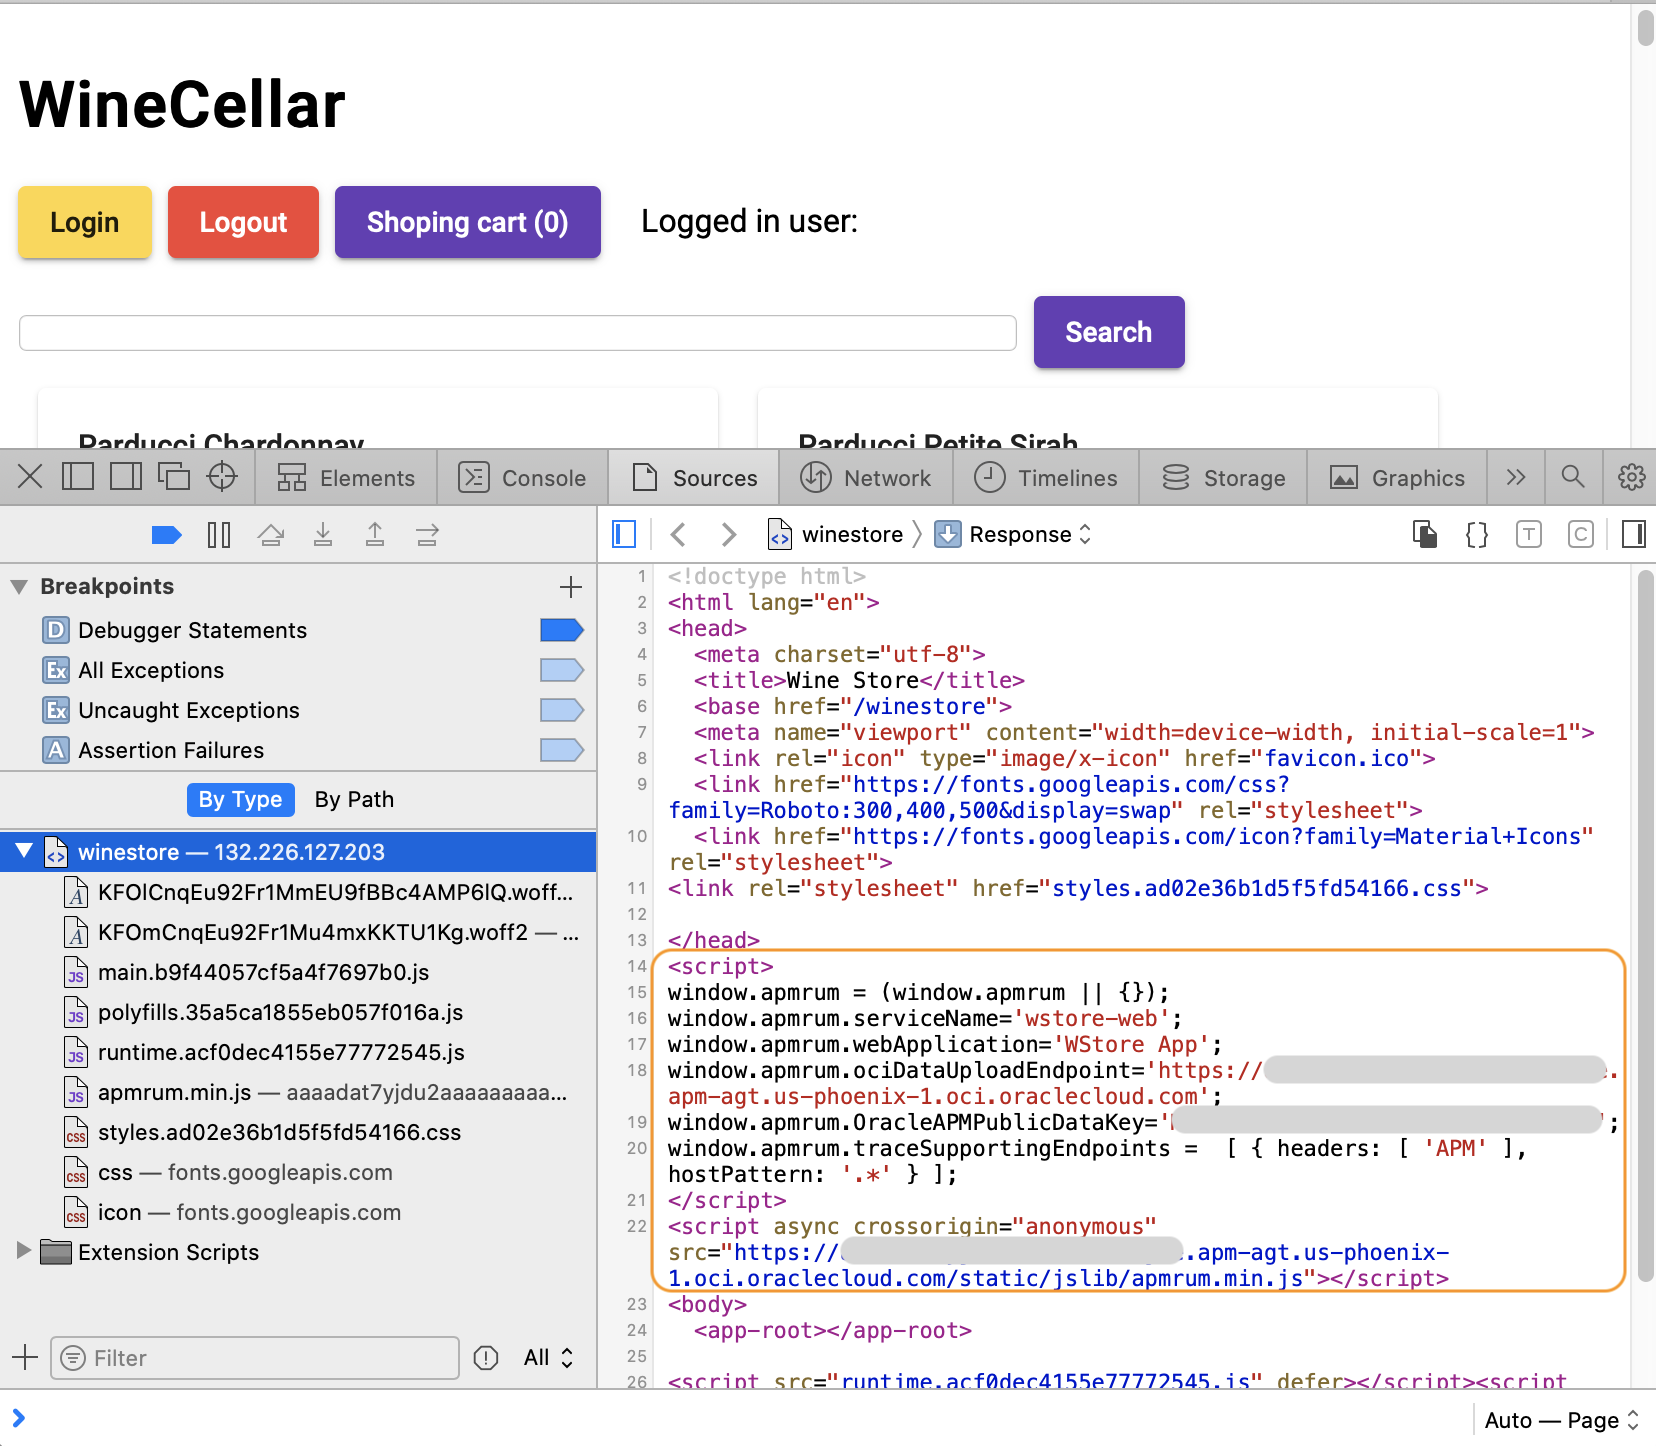 WineCellar
Login
Logout
Shoping cart (0)
Logged in user:
Search
Parducci Chardonnay
Parducci Petite Sirah
Elements
Console
Sources
Network
Timelines
Storage
Graphics
winestore
Response
Breakpoints
D Debugger Statements
Ex All Exceptions
Ex Uncaught Exceptions
A Assertion Failures
By Type
By Path
winestore — 132.226.127.203
KFOlCnqEu92Fr1MmEU9fBBc4AMP6lQ.woff...
KFOmCnqEu92Fr1Mu4mxKKTU1Kg.woff2 — ...
main.b9f44057cf5a4f7697b0.js
polyfills.35a5ca1855eb057f016a.js
runtime.acf0dec4155e77772545.js
apmrum.min.js — aaaadat7yjdu2aaaaaaaaa...
styles.ad02e36b1d5f5fd54166.css
css — fonts.googleapis.com
icon — fonts.googleapis.com
Extension Scripts
Filter
All
1 <!doctype html>
2 <html lang="en">
3 <head>
4 <meta charset="utf-8">
5 <title>Wine Store</title>
6 <base href="/winestore">
7 <meta name="viewport" content="width=device-width, initial-scale=1">
8 <link rel="icon" type="image/x-icon" href="favicon.ico">
9 <link href="https://fonts.googleapis.com/css?
family=Roboto:300,400,500&display=swap" rel="stylesheet">
10 <link href="https://fonts.googleapis.com/icon?family=Material+Icons"
rel="stylesheet">
11 <link rel="stylesheet" href="styles.ad02e36b1d5f5fd54166.css">
12
13 </head>
14 <script>
15 window.apmrum = (window.apmrum || {});
16 window.apmrum.serviceName='wstore-web';
17 window.apmrum.webApplication='WStore App';
18 window.apmrum.ociDataUploadEndpoint='https:// .
apm-agt.us-phoenix-1.oci.oraclecloud.com';
19 window.apmrum.OracleAPMPublicDataKey=' ';
20 window.apmrum.traceSupportingEndpoints = [ { headers: [ 'APM' ],
hostPattern: '.*' } ];
21 </script>
22 <script async crossorigin="anonymous"
src="https:// .apm-agt.us-phoenix-
1.oci.oraclecloud.com/static/jslib/apmrum.min.js"></script>
23 <body>
24 <app-root></app-root>
25
26 <script src="runtime.acf0dec4155e77772545.js" defer></script><script
Auto — Page